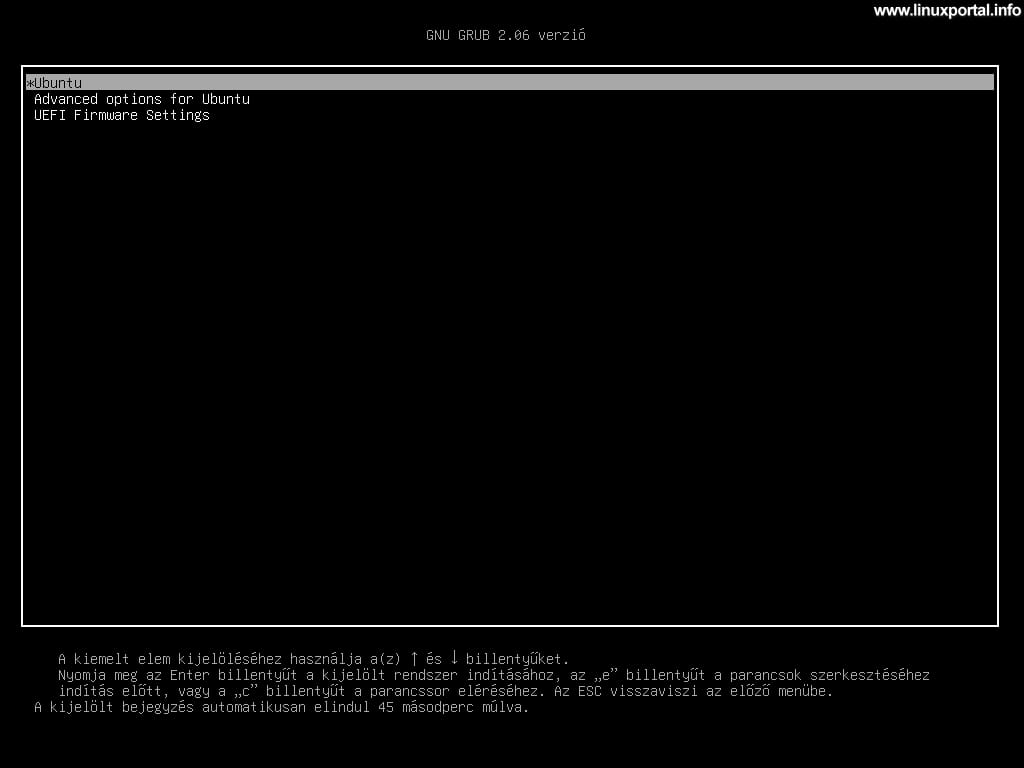 www.linuxportal.info
GNU GRUB 2.06 verzió
*Ubuntu
Advanced options for Ubuntu
UEFI Firmware Settings
A kiemelt elem kijelöléséhez használja a(z) ↑ és ↓ billentyűket.
Nyomja meg az Enter billentyűt a kijelölt rendszer indításához, az „e” billentyűt a parancsok szerkesztéséhez
indítás előtt, vagy a „c” billentyűt a parancssor eléréséhez. Az ESC visszaviszi az előző menübe.
A kijelölt bejegyzés automatikusan elindul 45 másodperc múlva.